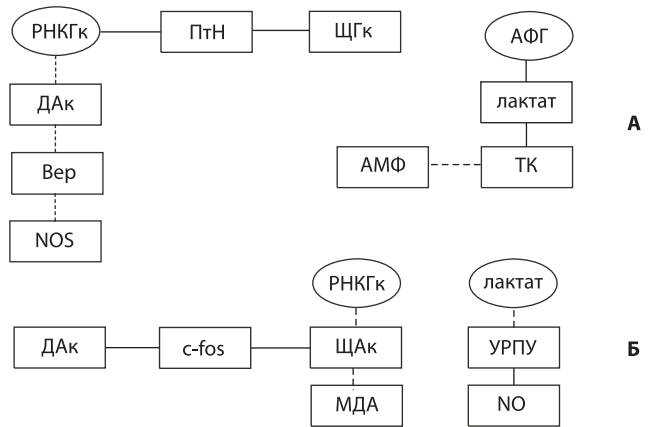 РНКГк ПтН ЩГк АФГ
ДАк лактат
А
Вер АМФ ТК
NOS
РНКГк лактат
ДАк c-fos ЩАк УРПУ Б
МДА NO